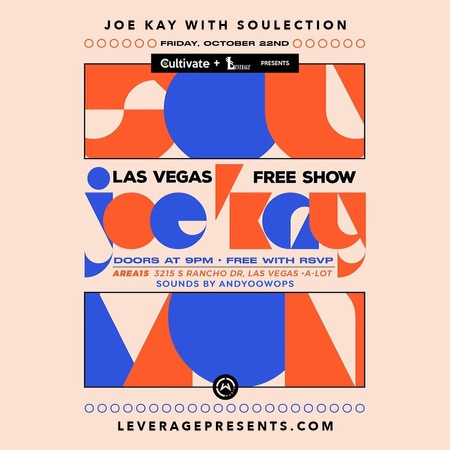 JOE KAY WITH SOULECTION
FRIDAY, OCTOBER 22ND
Cultivate + LEVERAGE PRESENTS
SOUL
LAS VEGAS FREE SHOW
joe kay
DOORS AT 9PM • FREE WITH RSVP
AREA15 3215 S RANCHO DR, LAS VEGAS •A-LOT
SOUNDS BY ANDYOOWOPS
LEVERAGEPRESENTS.COM